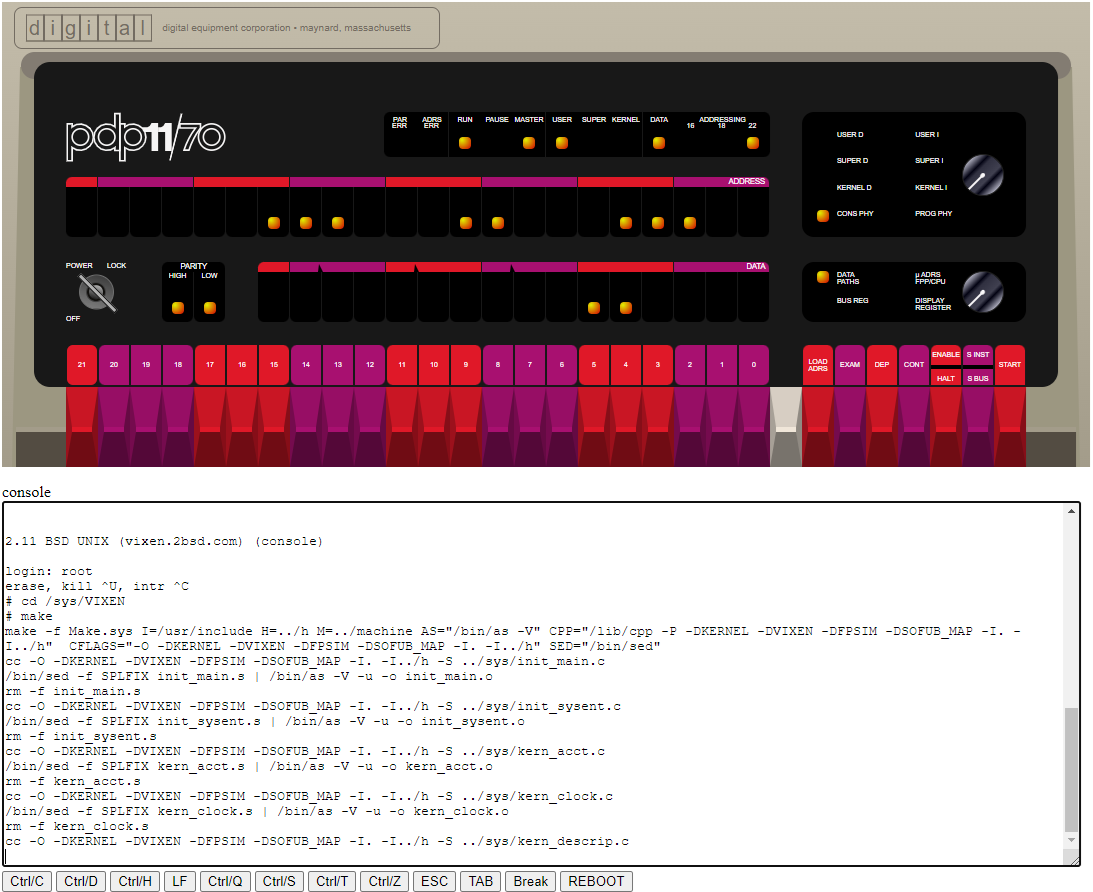 digital digital equipment corporation • maynard, massachusetts
pdp11/70
PAR ERR ADRS ERR RUN PAUSE MASTER USER SUPER KERNEL DATA ADDRESSING 16 18 22
USER D USER I
SUPER D SUPER I
KERNEL D KERNEL I
CONS PHY PROG PHY
ADDRESS
POWER LOCK
OFF
PARITY
HIGH LOW
DATA
DATA PATHS µ ADRS FPP/CPU
BUS REG DISPLAY REGISTER
21 20 19 18 17 16 15 14 13 12 11 10 9 8 7 6 5 4 3 2 1 0 LOAD ADRS EXAM DEP CONT ENABLE HALT S INST S BUS START
console
2.11 BSD UNIX (vixen.2bsd.com) (console)
login: root
erase, kill ^U, intr ^C
# cd /sys/VIXEN
# make
make -f Make.sys I=/usr/include H=../h M=../machine AS="/bin/as -V" CPP="/lib/cpp -P -DKERNEL -DVIXEN -DFPSIM -DSOFUB_MAP -I. -
I../h"  CFLAGS="-O -DKERNEL -DVIXEN -DFPSIM -DSOFUB_MAP -I. -I../h" SED="/bin/sed"
cc -O -DKERNEL -DVIXEN -DFPSIM -DSOFUB_MAP -I. -I../h -S ../sys/init_main.c
/bin/sed -f SPLFIX init_main.s | /bin/as -V -u -o init_main.o
rm -f init_main.s
cc -O -DKERNEL -DVIXEN -DFPSIM -DSOFUB_MAP -I. -I../h -S ../sys/init_sysent.c
/bin/sed -f SPLFIX init_sysent.s | /bin/as -V -u -o init_sysent.o
rm -f init_sysent.s
cc -O -DKERNEL -DVIXEN -DFPSIM -DSOFUB_MAP -I. -I../h -S ../sys/kern_acct.c
/bin/sed -f SPLFIX kern_acct.s | /bin/as -V -u -o kern_acct.o
rm -f kern_acct.s
cc -O -DKERNEL -DVIXEN -DFPSIM -DSOFUB_MAP -I. -I../h -S ../sys/kern_clock.c
/bin/sed -f SPLFIX kern_clock.s | /bin/as -V -u -o kern_clock.o
rm -f kern_clock.s
cc -O -DKERNEL -DVIXEN -DFPSIM -DSOFUB_MAP -I. -I../h -S ../sys/kern_descrip.c
Ctrl/C Ctrl/D Ctrl/H LF Ctrl/Q Ctrl/S Ctrl/T Ctrl/Z ESC TAB Break REBOOT